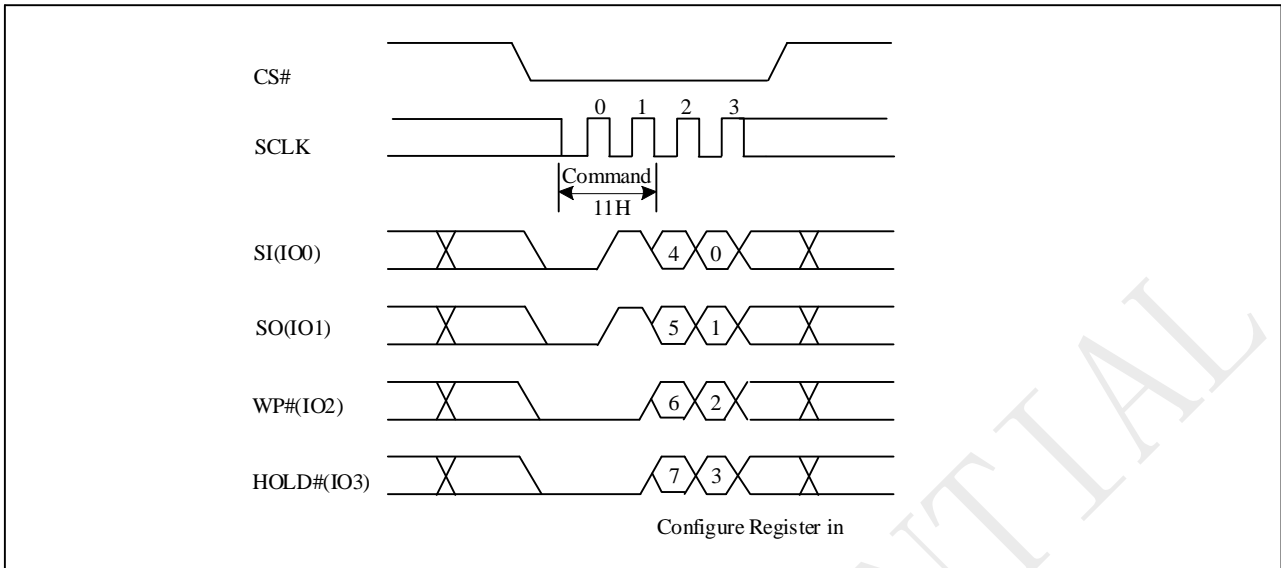 CS#
0 1 2 3
SCLK
Command
11H
SI(IO0) 4 0
SO(IO1) 5 1
WP#(IO2) 6 2
HOLD#(IO3) 7 3
Configure Register in
NTIAL